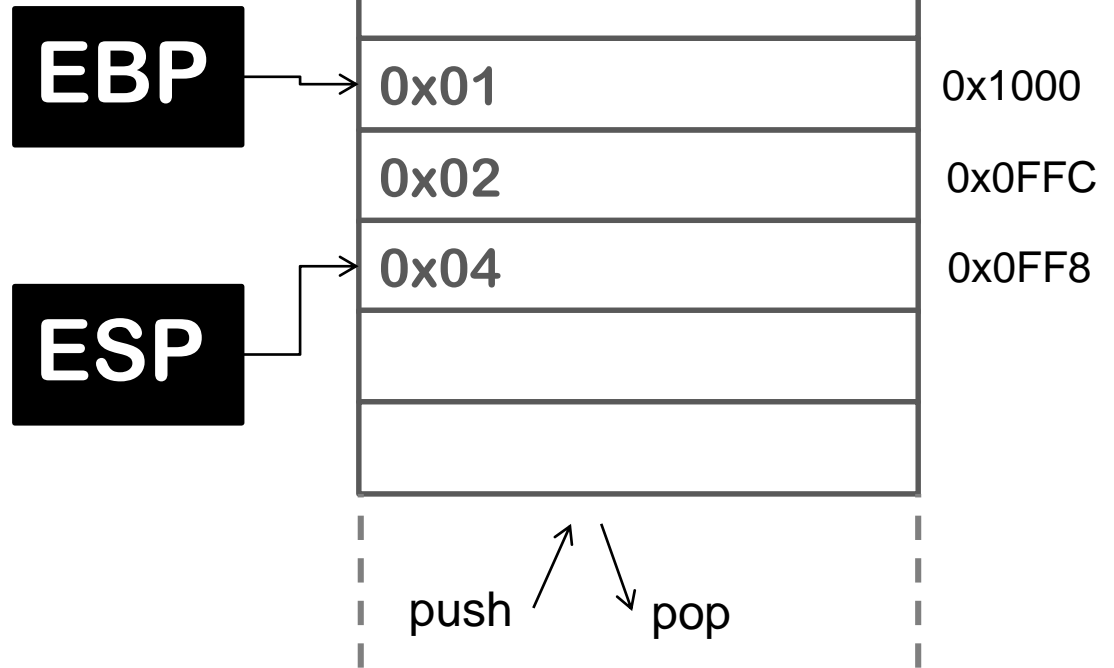 EBP
0x01 0x1000
0x02 0x0FFC
0x04 0x0FF8
ESP
push pop